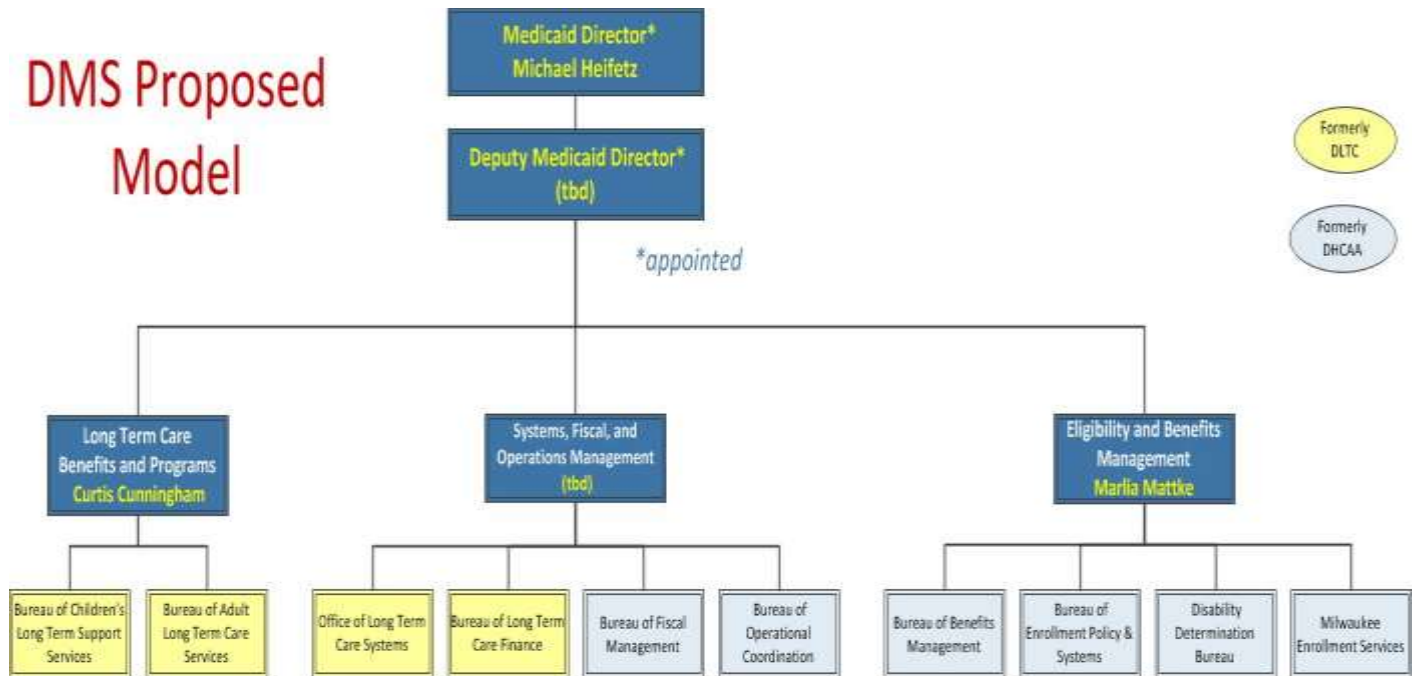 DMS Proposed
Model
Medicaid Director*
Michael Heifetz
Deputy Medicaid Director*
(tbd)
*appointed
Formerly
DLTC
Formerly
DHCAA
Long Term Care
Benefits and Programs
Curtis Cunningham
Systems, Fiscal, and
Operations Management
(tbd)
Eligibility and Benefits
Management
Marlia Mattke
Bureau of Children's
Long Term Support
Services
Bureau of Adult
Long Term Care
Services
Office of Long Term
Care Systems
Bureau of Long Term
Care Finance
Bureau of Fiscal
Management
Bureau of
Operational
Coordination
Bureau of Benefits
Management
Bureau of
Enrollment Policy &
Systems
Disability
Determination
Bureau
Milwaukee
Enrollment Services